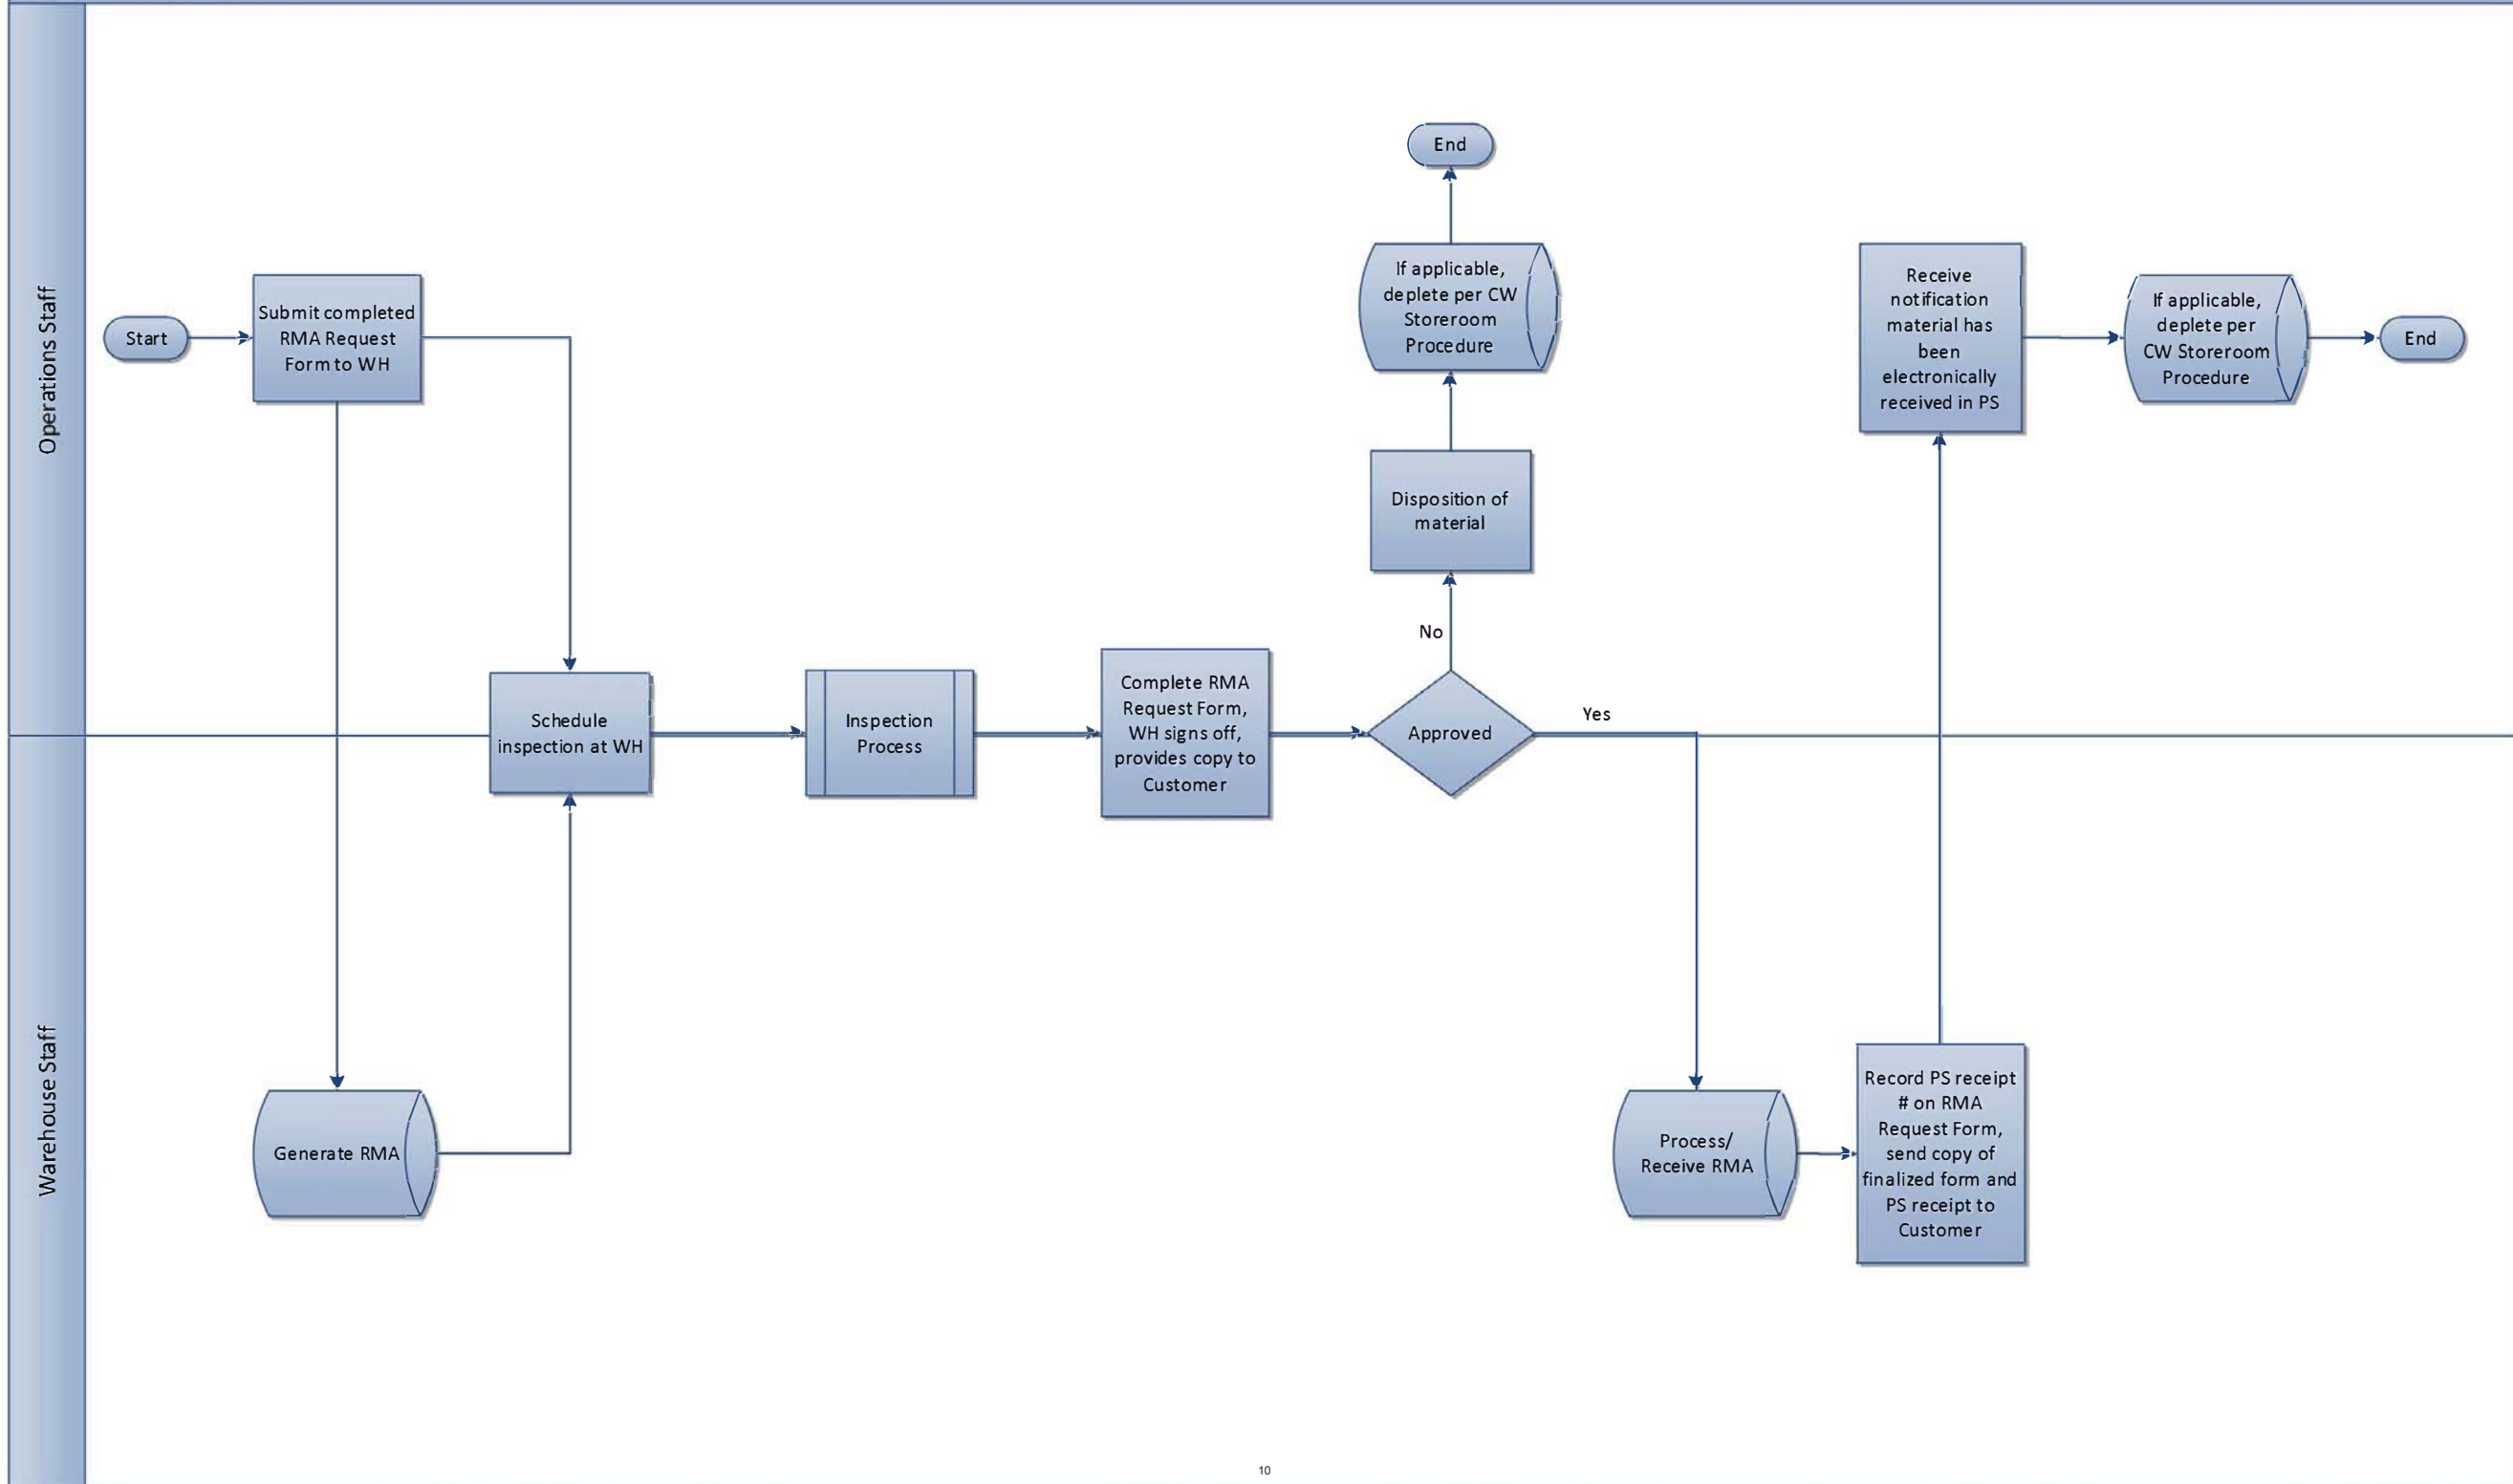 Operations Staff
Start
Submit completed
RMA Request
Form to WH
End
If applicable,
deplete per CW
Storeroom
Procedure
Disposition of
material
No
Receive
notification
material has
been
electronically
received in PS
If applicable,
deplete per
CW Storeroom
Procedure
End
Schedule
inspection at WH
Inspection
Process
Complete RMA
Request Form,
WH signs off,
provides copy to
Customer
Approved
Yes
Warehouse Staff
Generate RMA
Process/
Receive RMA
Record PS receipt
# on RMA
Request Form,
send copy of
finalized form and
PS receipt to
Customer
10